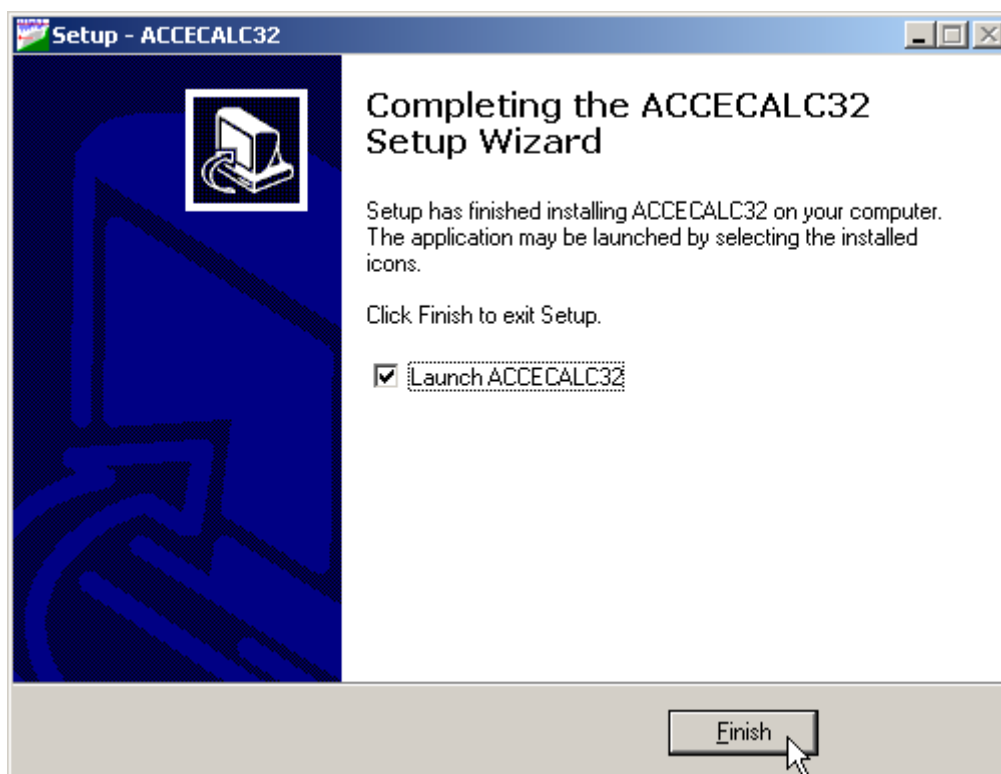 Setup - ACCECALC32
Completing the ACCECALC32
Setup Wizard
Setup has finished installing ACCECALC32 on your computer.
The application may be launched by selecting the installed
icons.
Click Finish to exit Setup.
Launch ACCECALC32
Finish